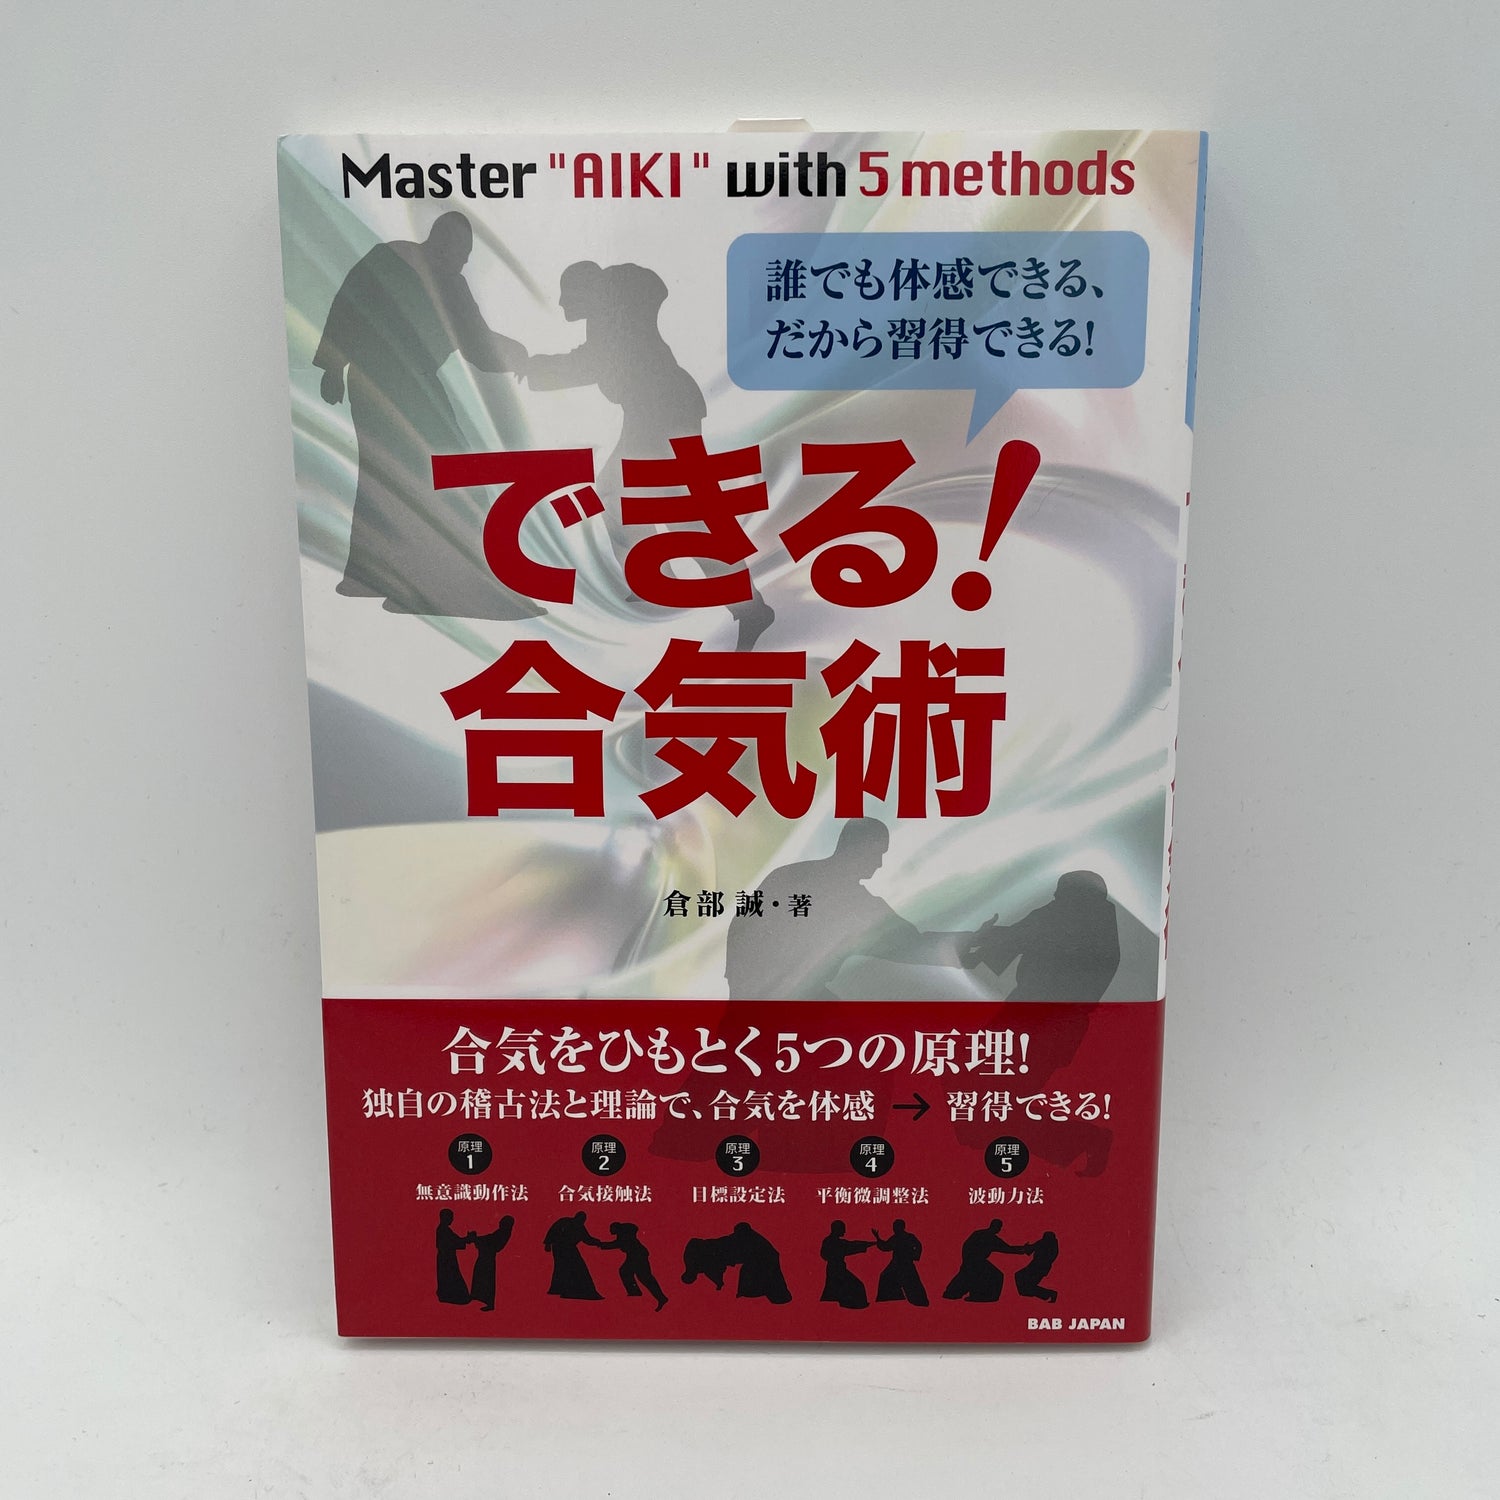 Master "AIKI" with 5 methods
誰でも体感できる、
だから習得できる!
できる!
合気術
倉部 誠・著
合気をひもとく5つの原理!
独自の稽古法と理論で、合気を体感 → 習得できる!
原理 1
無意識動作法
原理 2
合気接触法
原理 3
目標設定法
原理 4
平衡微調整法
原理 5
波動力法
BAB JAPAN